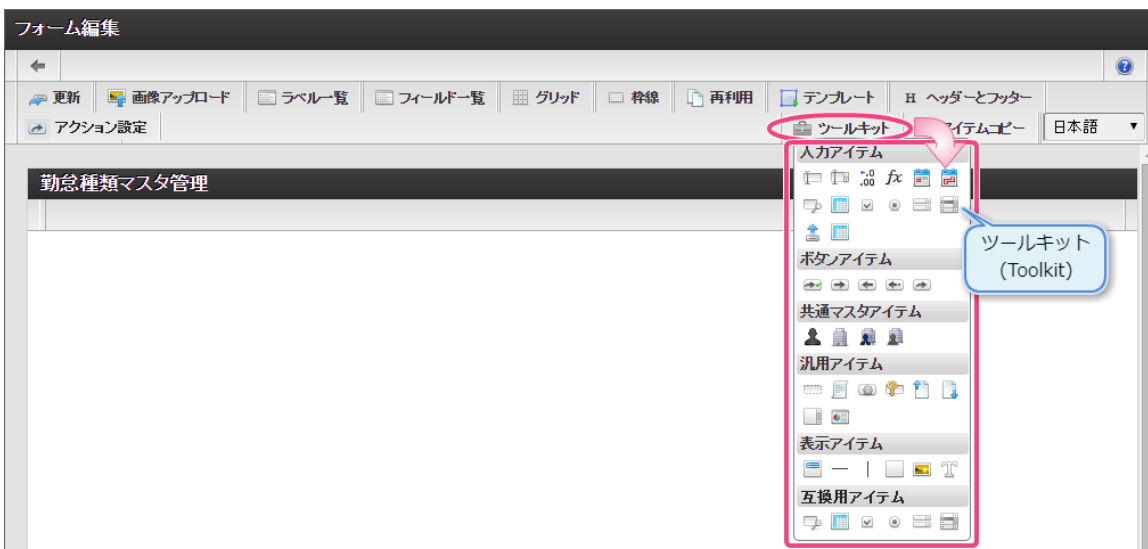 フォーム編集
更新 画像アップロード ラベル一覧 フィールド一覧 グリッド 枠線 再利用 テンプレート H ヘッダーとフッター
アクション設定 ツールキット アイテムコピー 日本語
勤怠種類マスタ管理
入力アイテム
fx
ツールキット
(Toolkit)
ボタンアイテム
共通マスタアイテム
汎用アイテム
表示アイテム
T
互換用アイテム